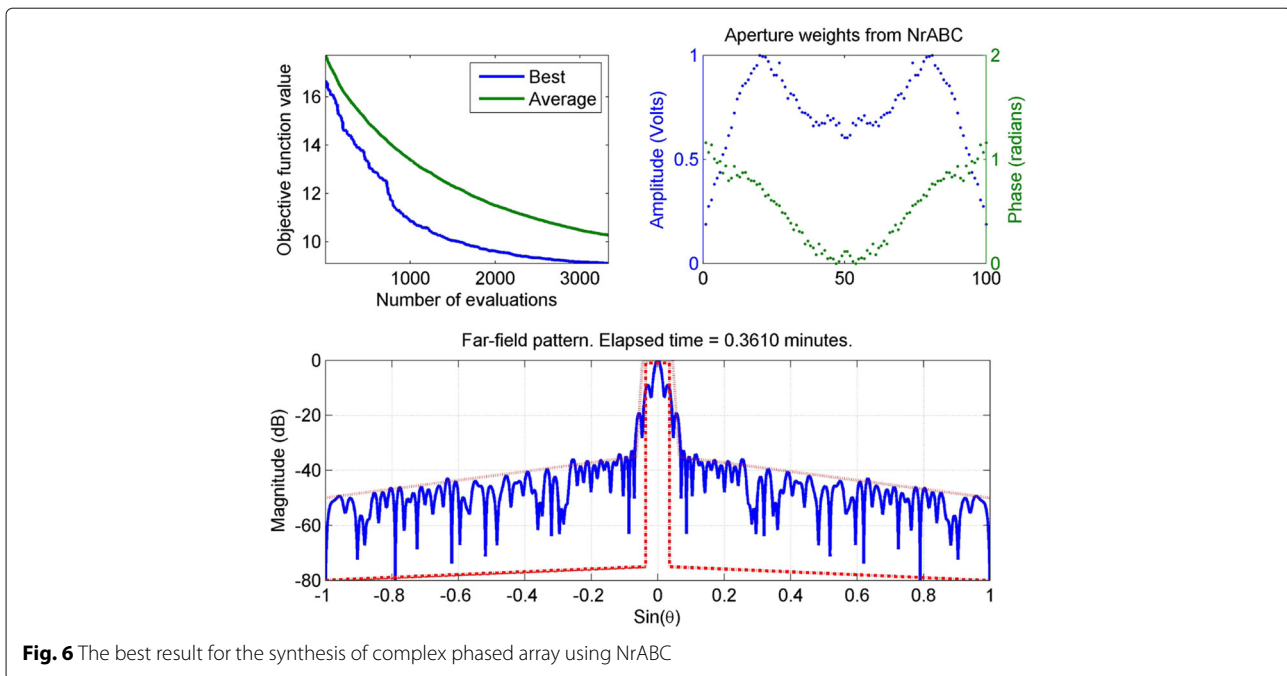 Objective function value
16
14
12
10
1000
2000
3000
Number of evaluations
Best
Average
Aperture weights from NrABC
Amplitude (Volts)
1
0.5
0
0
50
100
2
1
0
Phase (radians)
Far-field pattern. Elapsed time = 0.3610 minutes.
Magnitude (dB)
0
-20
-40
-60
-80
-1
-0.8
-0.6
-0.4
-0.2
0
0.2
0.4
0.6
0.8
1
Sin(θ)
Fig. 6 The best result for the synthesis of complex phased array using NrABC